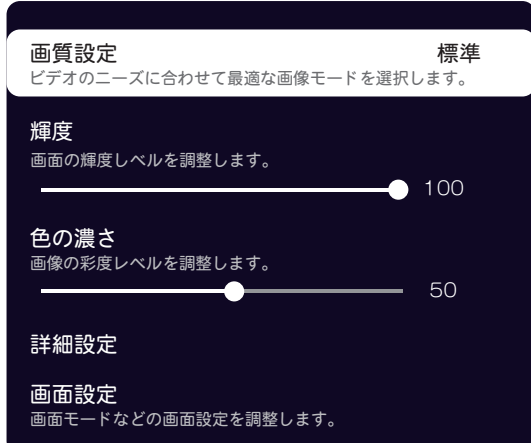 画質設定 標準
ビデオのニーズに合わせて最適な画像モードを選択します。
輝度
画面の輝度レベルを調整します。
100
色の濃さ
画像の彩度レベルを調整します。
50
詳細設定
画面設定
画面モードなどの画面設定を調整します。